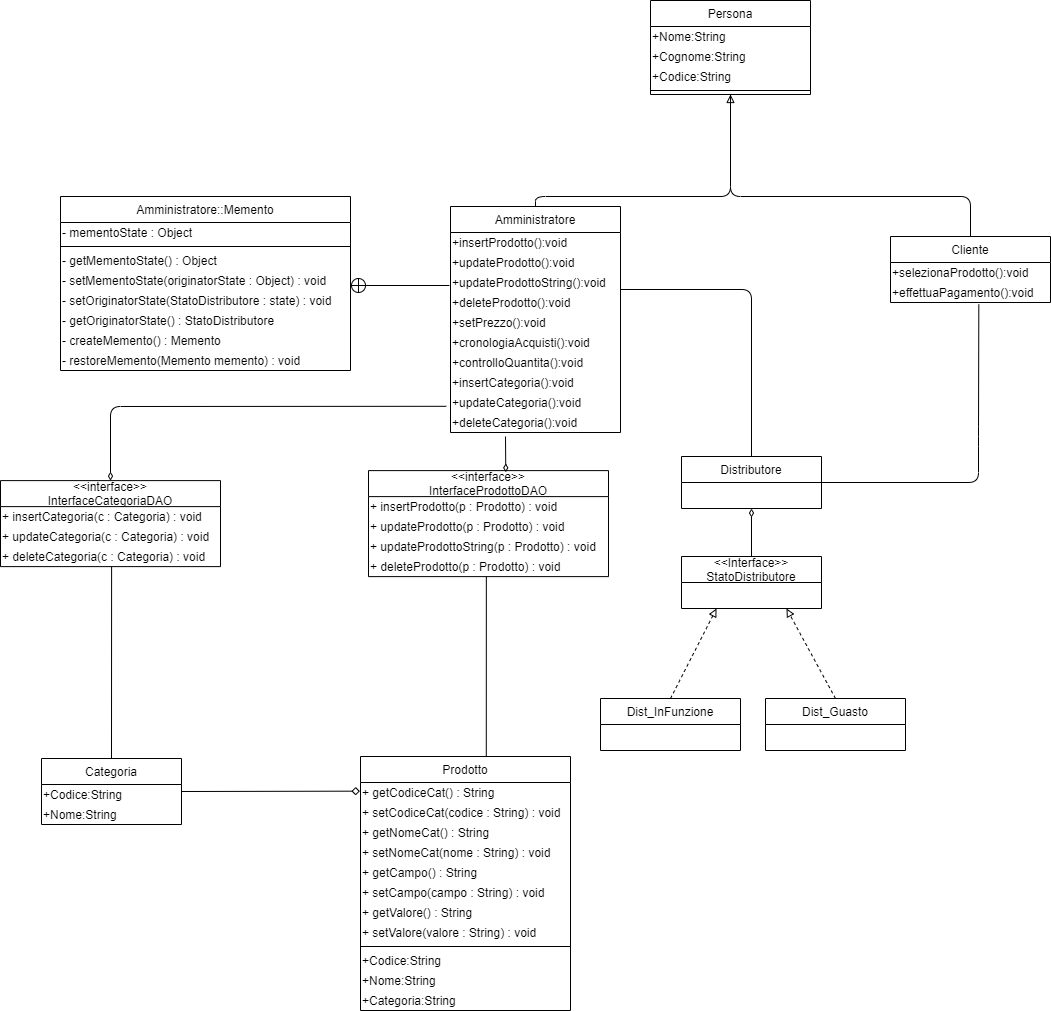 Persona
+Nome:String
+Cognome:String
+Codice:String
Amministratore::Memento
- mementoState : Object
- getMementoState() : Object
- setMementoState(originatorState : Object) : void
- setOriginatorState(StatoDistributore : state) : void
- getOriginatorState() : StatoDistributore
- createMemento() : Memento
- restoreMemento(Memento memento) : void
Amministratore
+insertProdotto():void
+updateProdotto():void
+updateProdottoString():void
+deleteProdotto():void
+setPrezzo():void
+cronologiaAcquisti():void
+controlloQuantita():void
+insertCategoria():void
+updateCategoria():void
+deleteCategoria():void
Cliente
+selezionaProdotto():void
+effettuaPagamento():void
<<interface>>
InterfaceCategoriaDAO
+ insertCategoria(c : Categoria) : void
+ updateCategoria(c : Categoria) : void
+ deleteCategoria(c : Categoria) : void
<<interface>>
InterfaceProdottoDAO
+ insertProdotto(p : Prodotto) : void
+ updateProdotto(p : Prodotto) : void
+ updateProdottoString(p : Prodotto) : void
+ deleteProdotto(p : Prodotto) : void
Distributore
<<Interface>>
StatoDistributore
Dist_InFunzione
Dist_Guasto
Categoria
+Codice:String
+Nome:String
Prodotto
+ getCodiceCat() : String
+ setCodiceCat(codice : String) : void
+ getNomeCat() : String
+ setNomeCat(nome : String) : void
+ getCampo() : String
+ setCampo(campo : String) : void
+ getValore() : String
+ setValore(valore : String) : void
+Codice:String
+Nome:String
+Categoria:String